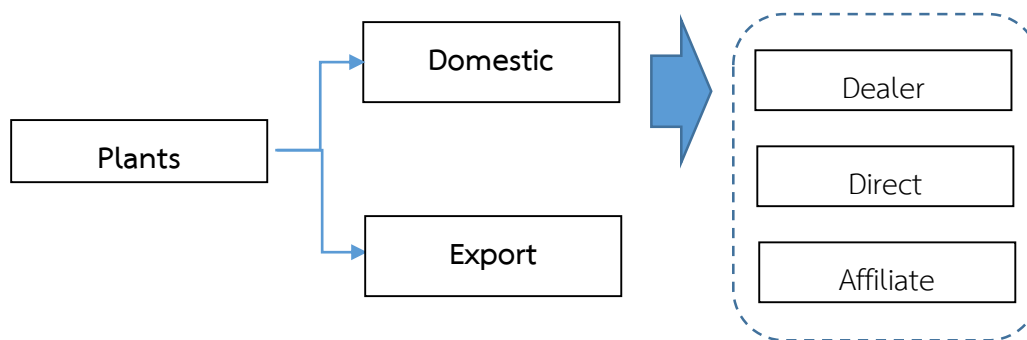 Plants
Domestic
Export
Dealer
Direct
Affiliate